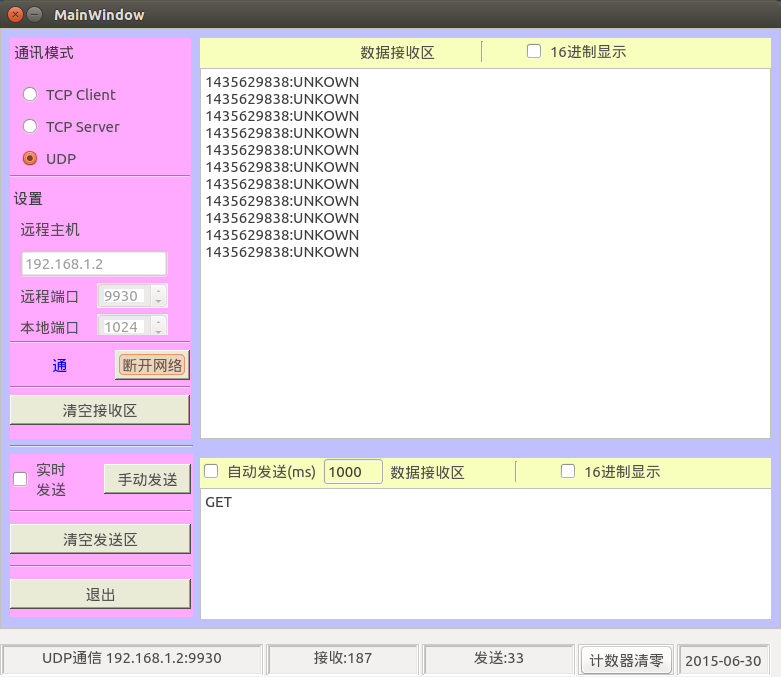 MainWindow
通讯模式
TCP Client
TCP Server
UDP
设置
远程主机
192.168.1.2
远程端口 9930
本地端口 1024
通 断开网络
清空接收区
数据接收区 16进制显示
1435629838:UNKOWN
1435629838:UNKOWN
1435629838:UNKOWN
1435629838:UNKOWN
1435629838:UNKOWN
1435629838:UNKOWN
1435629838:UNKOWN
1435629838:UNKOWN
1435629838:UNKOWN
1435629838:UNKOWN
1435629838:UNKOWN
实时
发送
手动发送
清空发送区
退出
自动发送(ms) 1000 数据接收区 16进制显示
GET
UDP通信 192.168.1.2:9930 接收:187 发送:33 计数器清零 2015-06-30